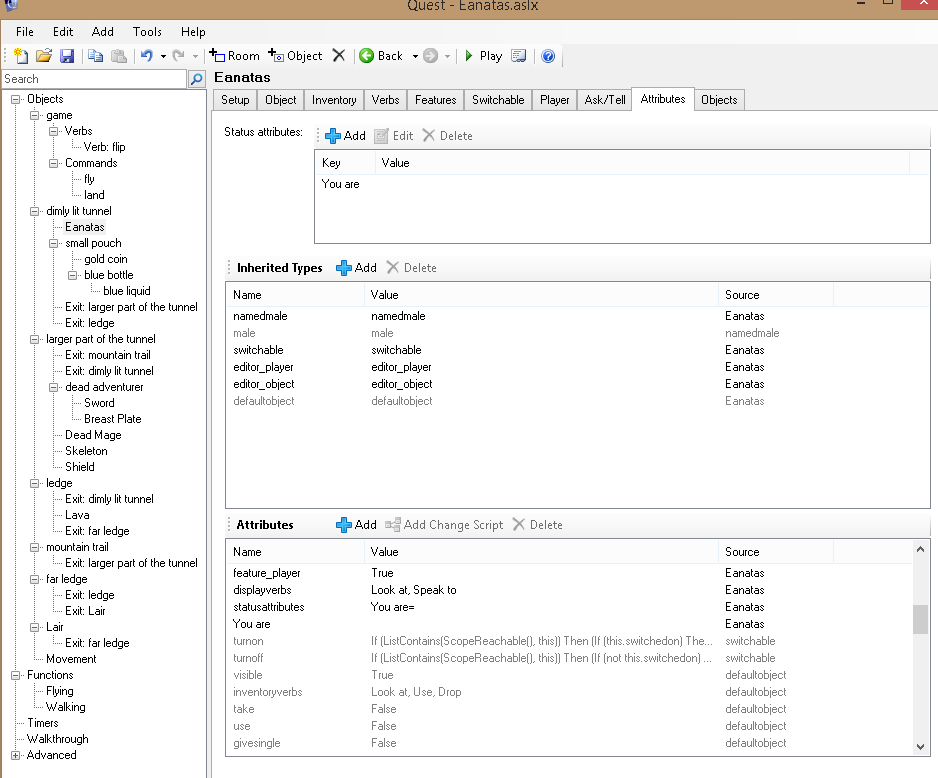 Quest - Eanatas.aslx
File Edit Add Tools Help
Room Object Back Play
Search
Eanatas
Setup Object Inventory Verbs Features Switchable Player Ask/Tell Attributes Objects
Objects
game
Verbs
Verb: flip
Commands
fly
land
dimly lit tunnel
Eanatas
small pouch
gold coin
blue bottle
blue liquid
Exit: larger part of the tunnel
Exit: ledge
larger part of the tunnel
Exit: mountain trail
Exit: dimly lit tunnel
dead adventurer
Sword
Breast Plate
Dead Mage
Skeleton
Shield
ledge
Exit: dimly lit tunnel
Lava
Exit: far ledge
mountain trail
Exit: larger part of the tunnel
far ledge
Exit: ledge
Exit: Lair
Lair
Exit: far ledge
Movement
Functions
Flying
Walking
Timers
Walkthrough
Advanced
Status attributes: Add Edit Delete
Key Value
You are
Inherited Types Add Delete
Name Value Source
namedmale namedmale Eanatas
male male namedmale
switchable switchable Eanatas
editor_player editor_player Eanatas
editor_object editor_object Eanatas
defaultobject defaultobject Eanatas
Attributes Add Add Change Script Delete
Name Value Source
feature_player True Eanatas
displayverbs Look at, Speak to Eanatas
statusattributes You are= Eanatas
You are Eanatas
turnon If (ListContains(ScopeReachable(), this)) Then (If (this.switchedon) The... switchable
turnoff If (ListContains(ScopeReachable(), this)) Then (If (not this.switchedon) ... switchable
visible True defaultobject
inventoryverbs Look at, Use, Drop defaultobject
take False defaultobject
use False defaultobject
givesingle False defaultobject